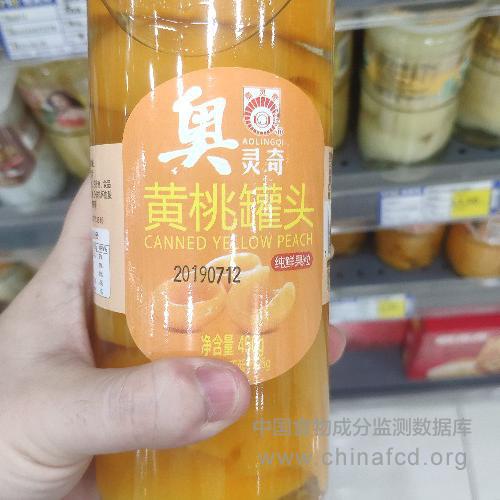 奥灵奇
AOLINGQI
黄桃罐头
CANNED YELLOW PEACH
20190712
纯鲜果粒
净含量
中国食物成分监测数据库
www.chinafcd.org